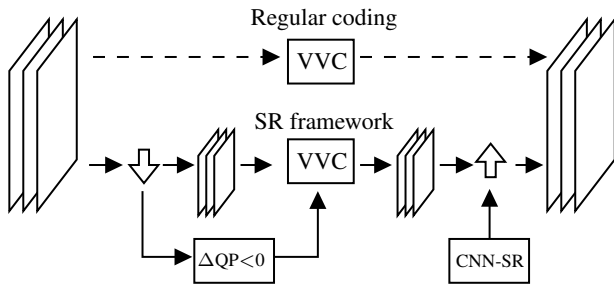 Regular coding
VVC
SR framework
VVC
ΔQP<0
CNN-SR